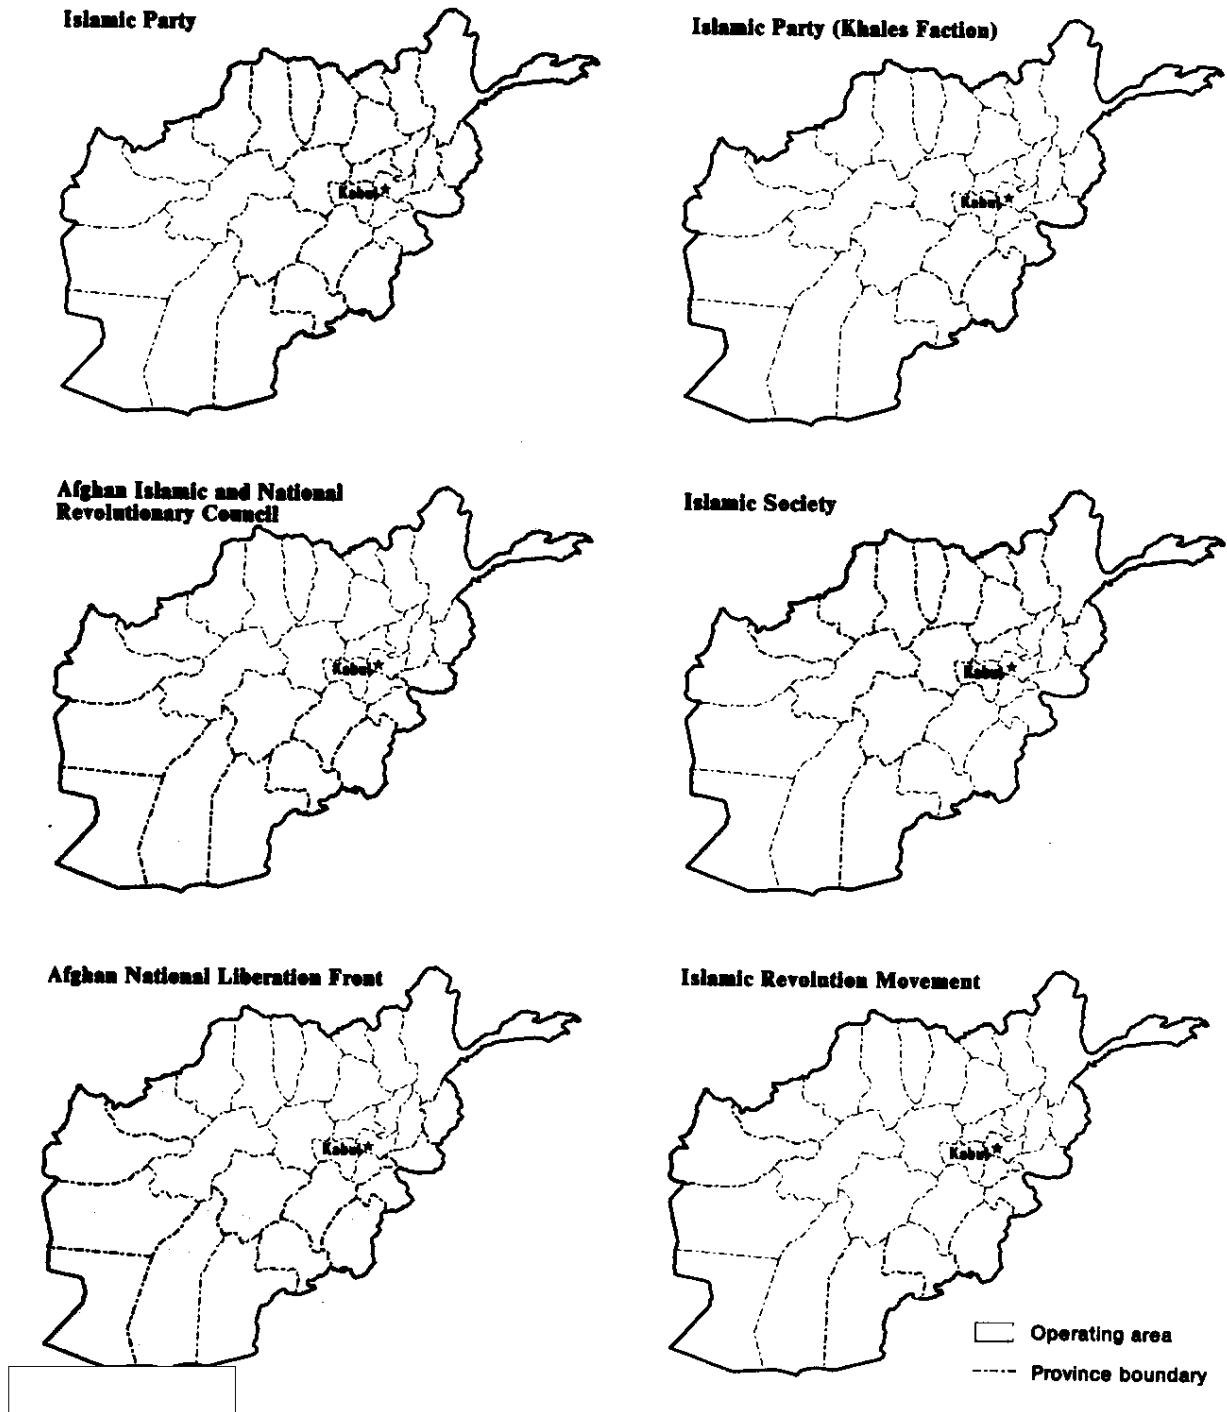 Islamic Party
Islamic Party (Khales Faction)
Kabul
Kabul
Afghan Islamic and National
Revolutionary Council
Islamic Society
Kabul
Kabul
Afghan National Liberation Front
Islamic Revolution Movement
Kabul
Kabul
Operating area
Province boundary